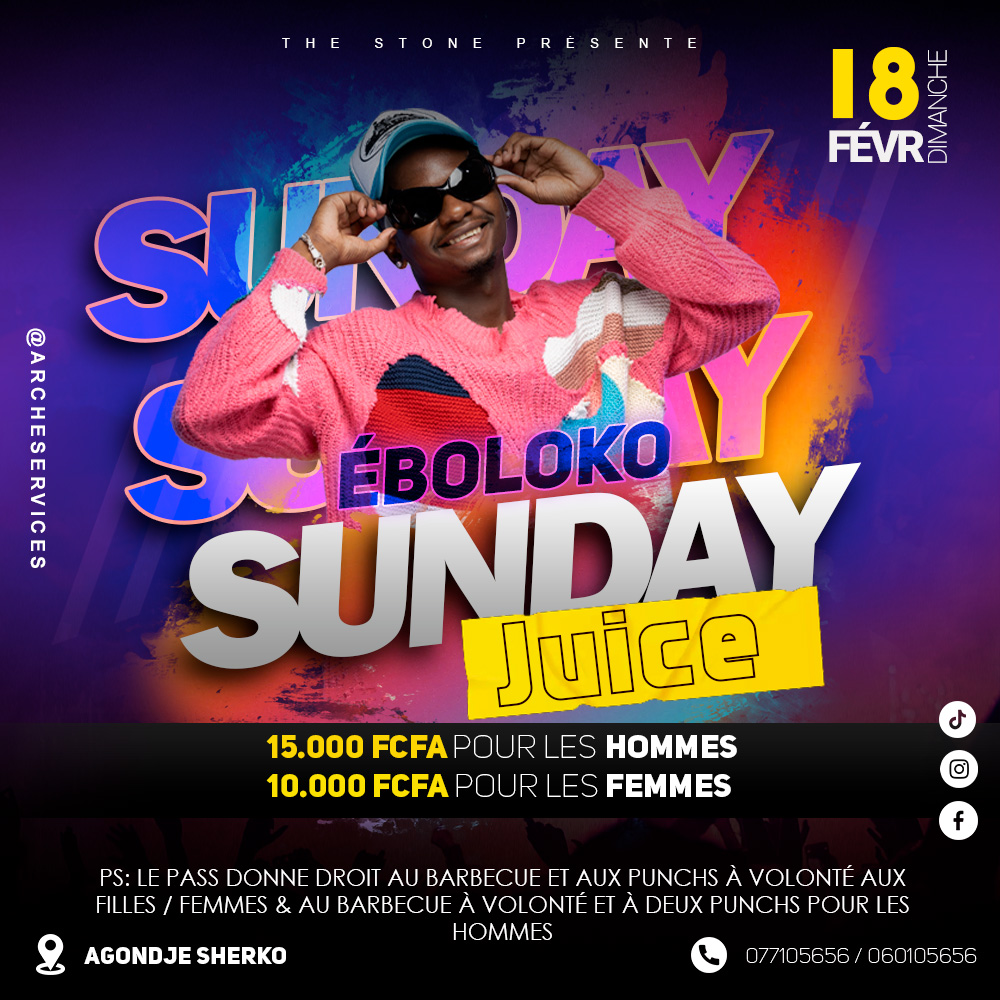 THE STONE PRÉSENTE
18
FÉVR
DIMANCHE
SUNDAY
SUNDAY
@ARCHESERVICES
ÉBOLOKO
SUNDAY
Juice
15.000 FCFA POUR LES HOMMES
10.000 FCFA POUR LES FEMMES
PS: LE PASS DONNE DROIT AU BARBECUE ET AUX PUNCHS À VOLONTÉ AUX
FILLES / FEMMES & AU BARBECUE À VOLONTÉ ET À DEUX PUNCHS POUR LES
HOMMES
AGONDJE SHERKO
077105656 / 060105656